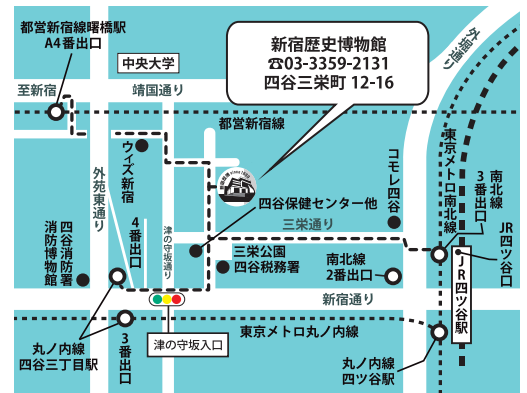 都営新宿線曙橋駅
A4番出口
中央大学
新宿歴史博物館
☎03-3359-2131
四谷三栄町 12-16
外堀通り
至新宿
靖国通り
都営新宿線
ウィズ新宿
コモレ四谷
東京メトロ南北線
南北線
3番出口
外苑東通り
四谷保健センター他
津の守坂通り
三栄通り
4番出口
四谷消防署
消防博物館
三栄公園
四谷税務署
南北線
2番出口
JR四ツ谷口
JR四ツ谷駅
新宿通り
東京メトロ丸ノ内線
丸ノ内線
四谷三丁目駅
3番出口
津の守坂入口
丸ノ内線
四ツ谷駅